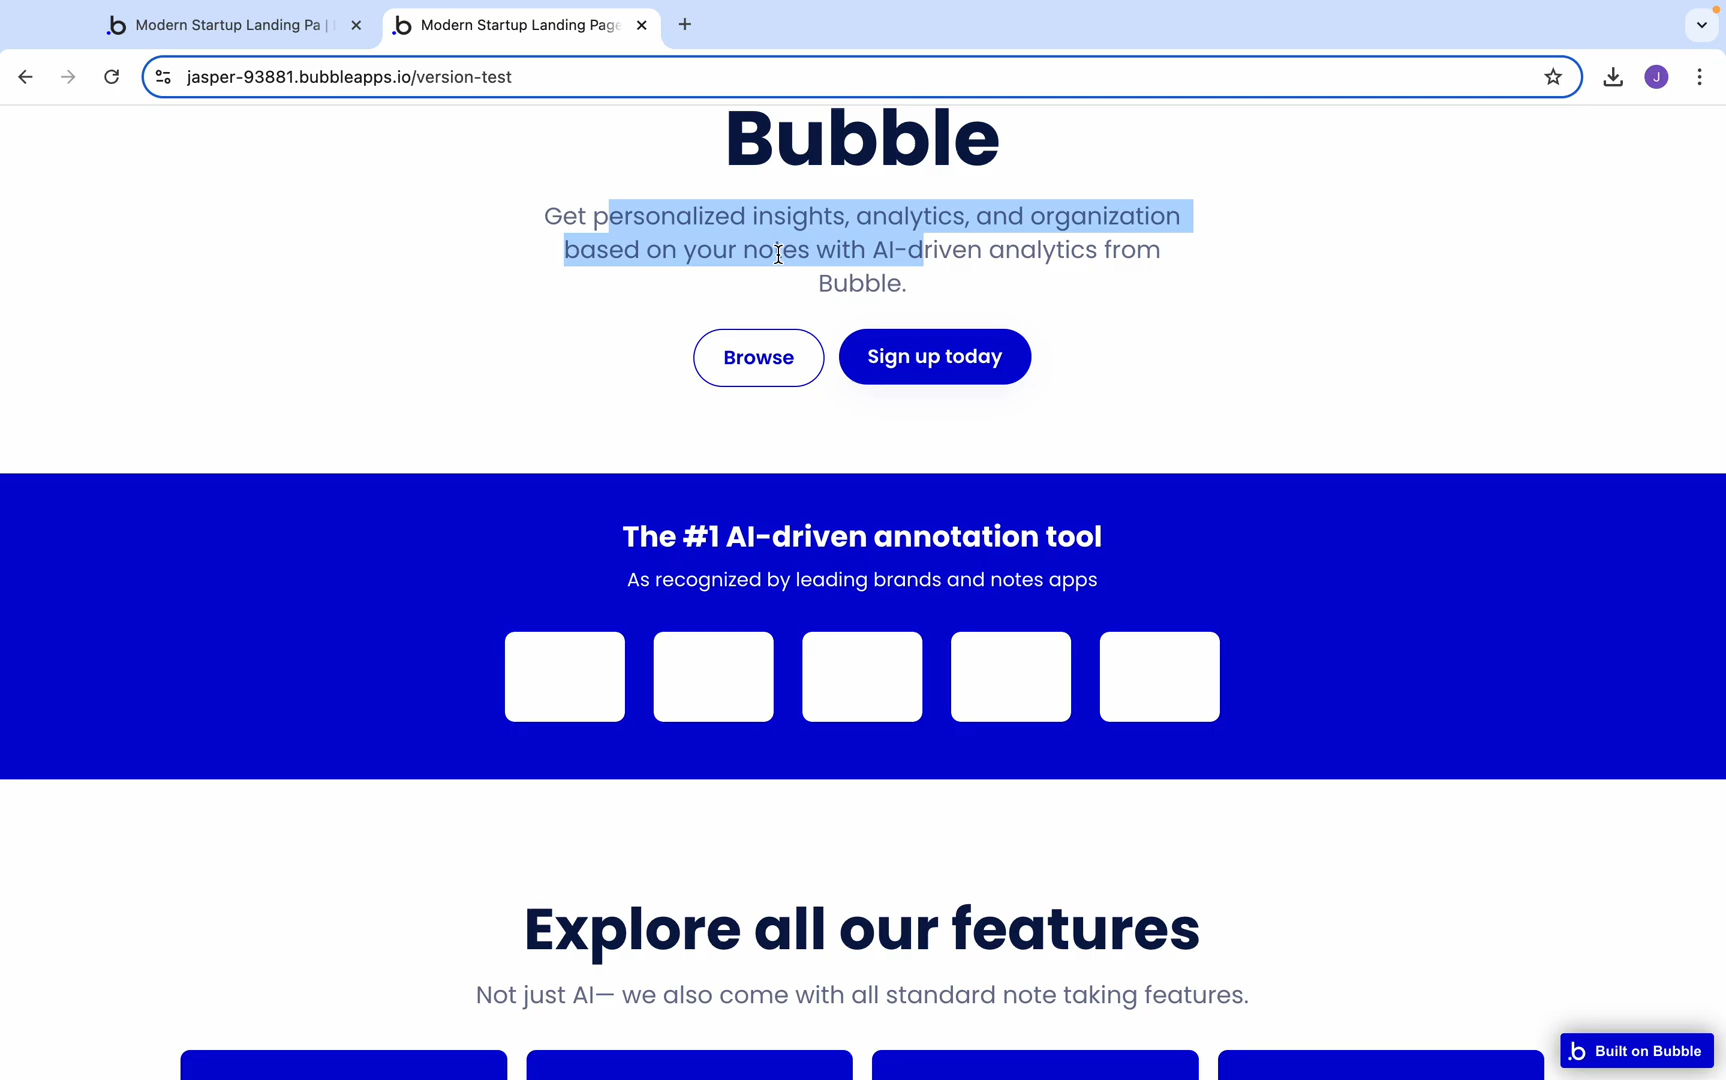 Modern Startup Landing Pa |
Modern Startup Landing Page
jasper-93881.bubbleapps.io/version-test
J
Bubble
Get personalized insights, analytics, and organization
based on your notes with AI-driven analytics from
Bubble.
Browse
Sign up today
The #1 AI-driven annotation tool
As recognized by leading brands and notes apps
Explore all our features
Not just AI— we also come with all standard note taking features.
b Built on Bubble